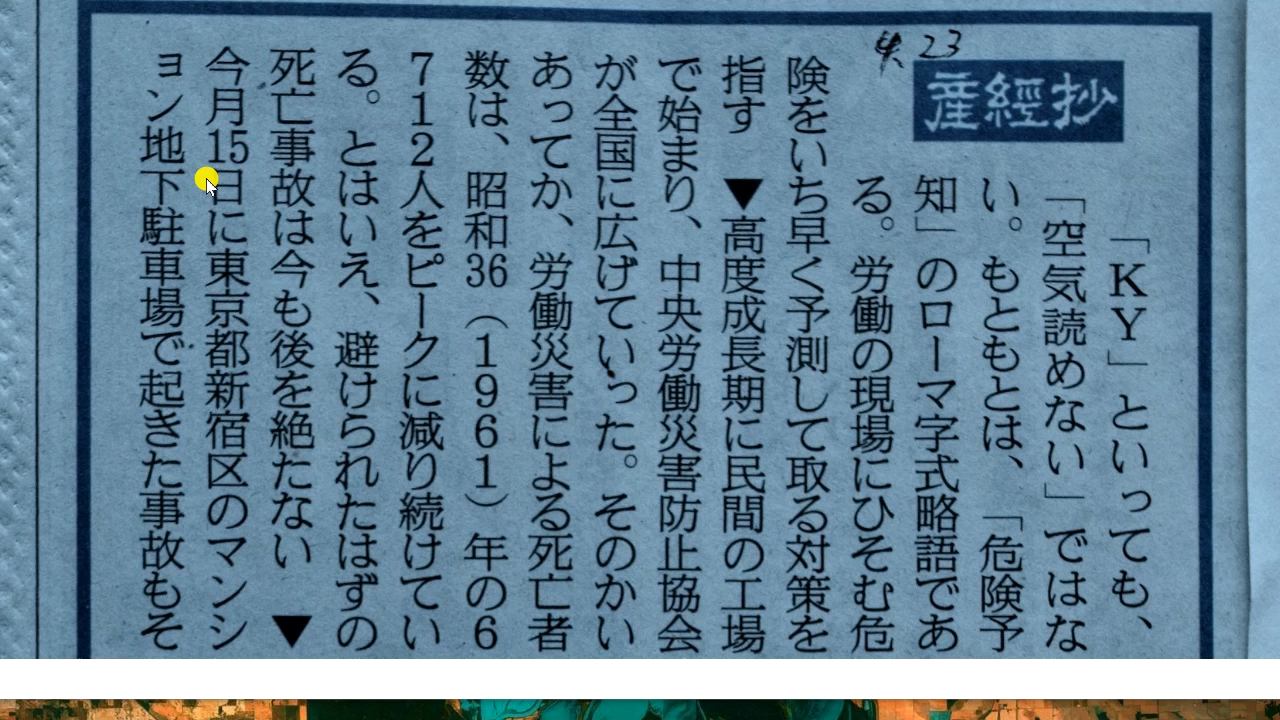 4.23
産經抄
「KY」といっても、
「空気読めない」ではな
い。もともとは、「危険予
知」のローマ字式略語であ
る。労働の現場にひそむ危
険をいち早く予測して取る対策を
指す▼高度成長期に民間の工場
で始まり、中央労働災害防止協会
が全国に広げていった。そのかい
あってか、労働災害による死亡者
数は、昭和36（1961）年の6
712人をピークに減り続けてい
る。とはいえ、避けられたはずの
死亡事故は今も後を絶たない▼
今月15日に東京都新宿区のマンシ
ョン地下駐車場で起きた事故もそ